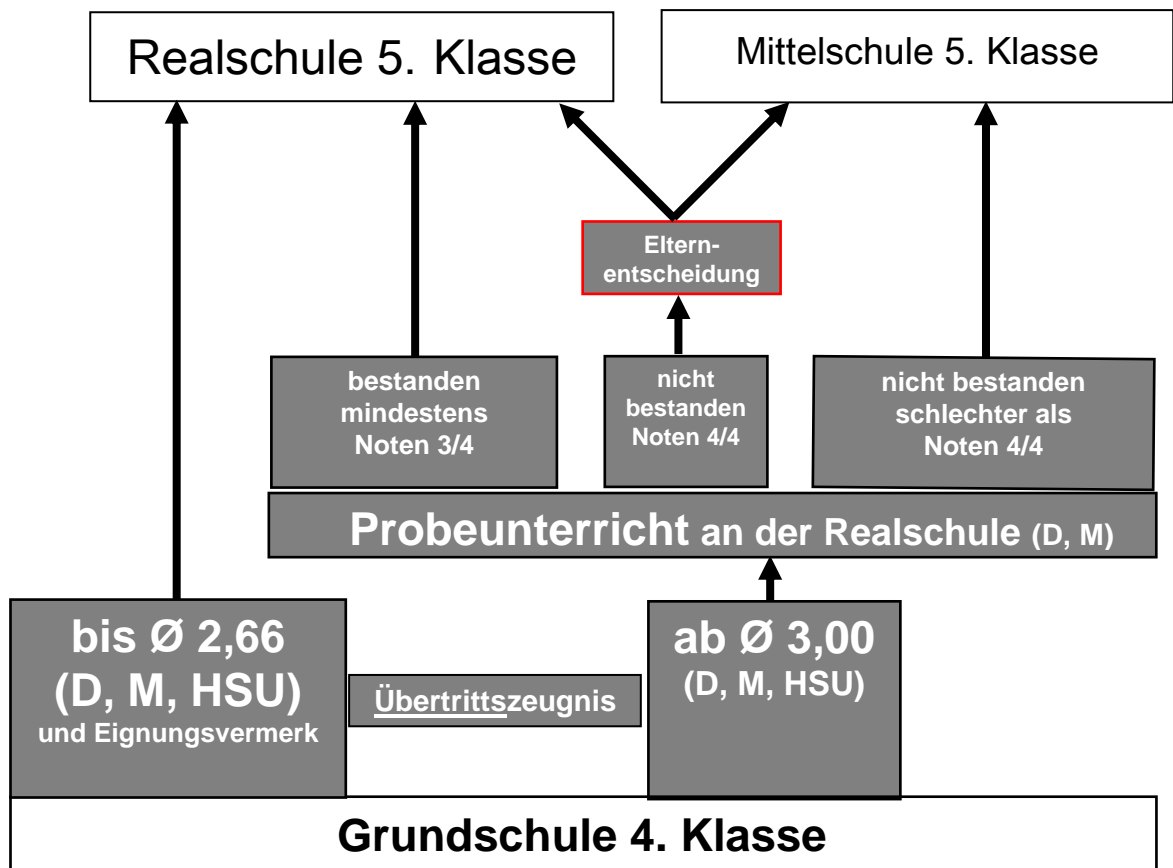 Realschule 5. Klasse
Mittelschule 5. Klasse
Eltern-
entscheidung
bestanden
mindestens
Noten 3/4
nicht
bestanden
Noten 4/4
nicht bestanden
schlechter als
Noten 4/4
Probeunterricht an der Realschule (D, M)
bis Ø 2,66
(D, M, HSU)
und Eignungsvermerk
Übertrittszeugnis
ab Ø 3,00
(D, M, HSU)
Grundschule 4. Klasse